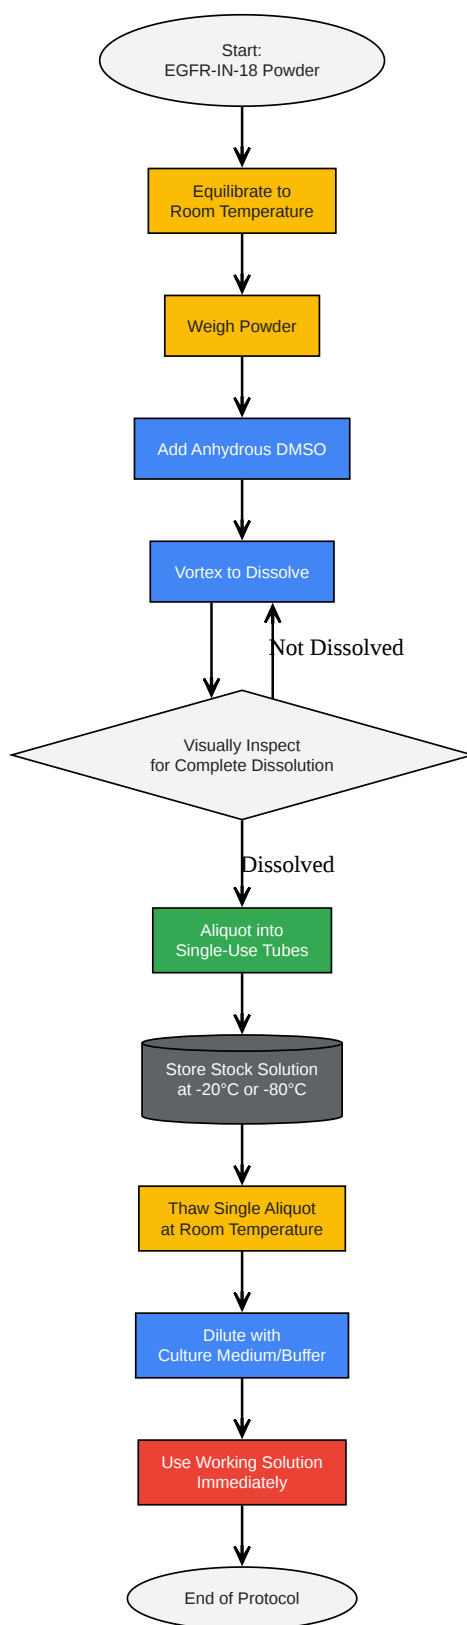 Start:
EGFR-IN-18 Powder
Equilibrate to
Room Temperature
Weigh Powder
Add Anhydrous DMSO
Vortex to Dissolve
Not Dissolved
Visually Inspect
for Complete Dissolution
Dissolved
Aliquot into
Single-Use Tubes
Store Stock Solution
at -20°C or -80°C
Thaw Single Aliquot
at Room Temperature
Dilute with
Culture Medium/Buffer
Use Working Solution
Immediately
End of Protocol